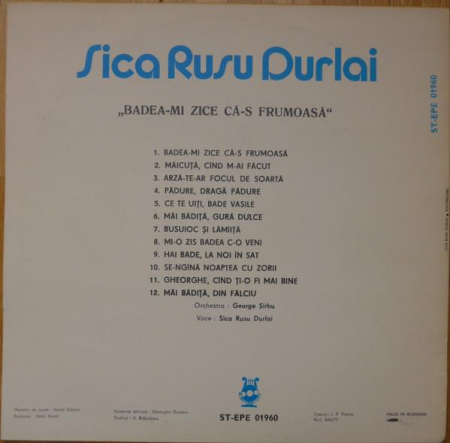 Sica Rusu Durlai
„BADEA-MI ZICE CĂ-S FRUMOASĂ"
ST-EPE 01960
1. BADEA-MI ZICE CĂ-S FRUMOASĂ
2. MĂICUȚĂ, CÎND M-AI FĂCUT
3. ARZĂ-TE-AR FOCUL DE SOARTĂ
4. PĂDURE, DRAGĂ PĂDURE
5. CE TE UIȚI, BADE VASILE
6. MĂI BĂDIȚĂ, GURĂ DULCE
7. BUSUIOC ȘI LĂMÎIȚĂ
8. MI-O ZIS BADEA C-O VENI
9. HAI BADE, LA NOI ÎN SAT
10. SE-NGÎNĂ NOAPTEA CU ZORII
11. GHEORGHE, CÎND ȚI-O FI MAI BINE
12. MĂI BĂDIȚĂ, DIN FĂLCIU
Orchestra : George Sîrbu
Voce : Sica Rusu Durlai
ST-EPE 01960
MADE IN ROMANIA